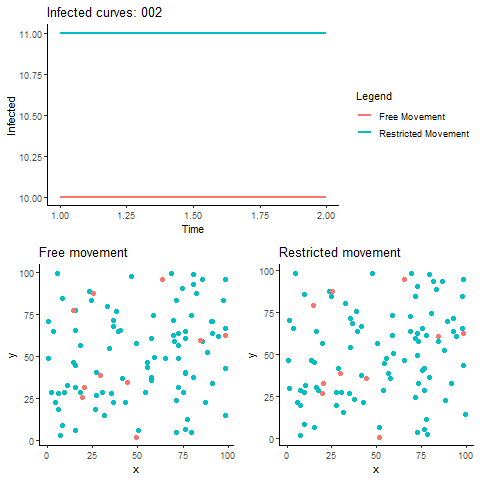 Infected curves: 002
11.00
10.75
10.50
10.25
10.00
Infected
1.00 1.25 1.50 1.75 2.00
Time
Legend
Free Movement
Restricted Movement
Free movement
100
75
50
25
0
y
0 25 50 75 100
x
Restricted movement
100
75
50
25
0
y
0 25 50 75 100
x